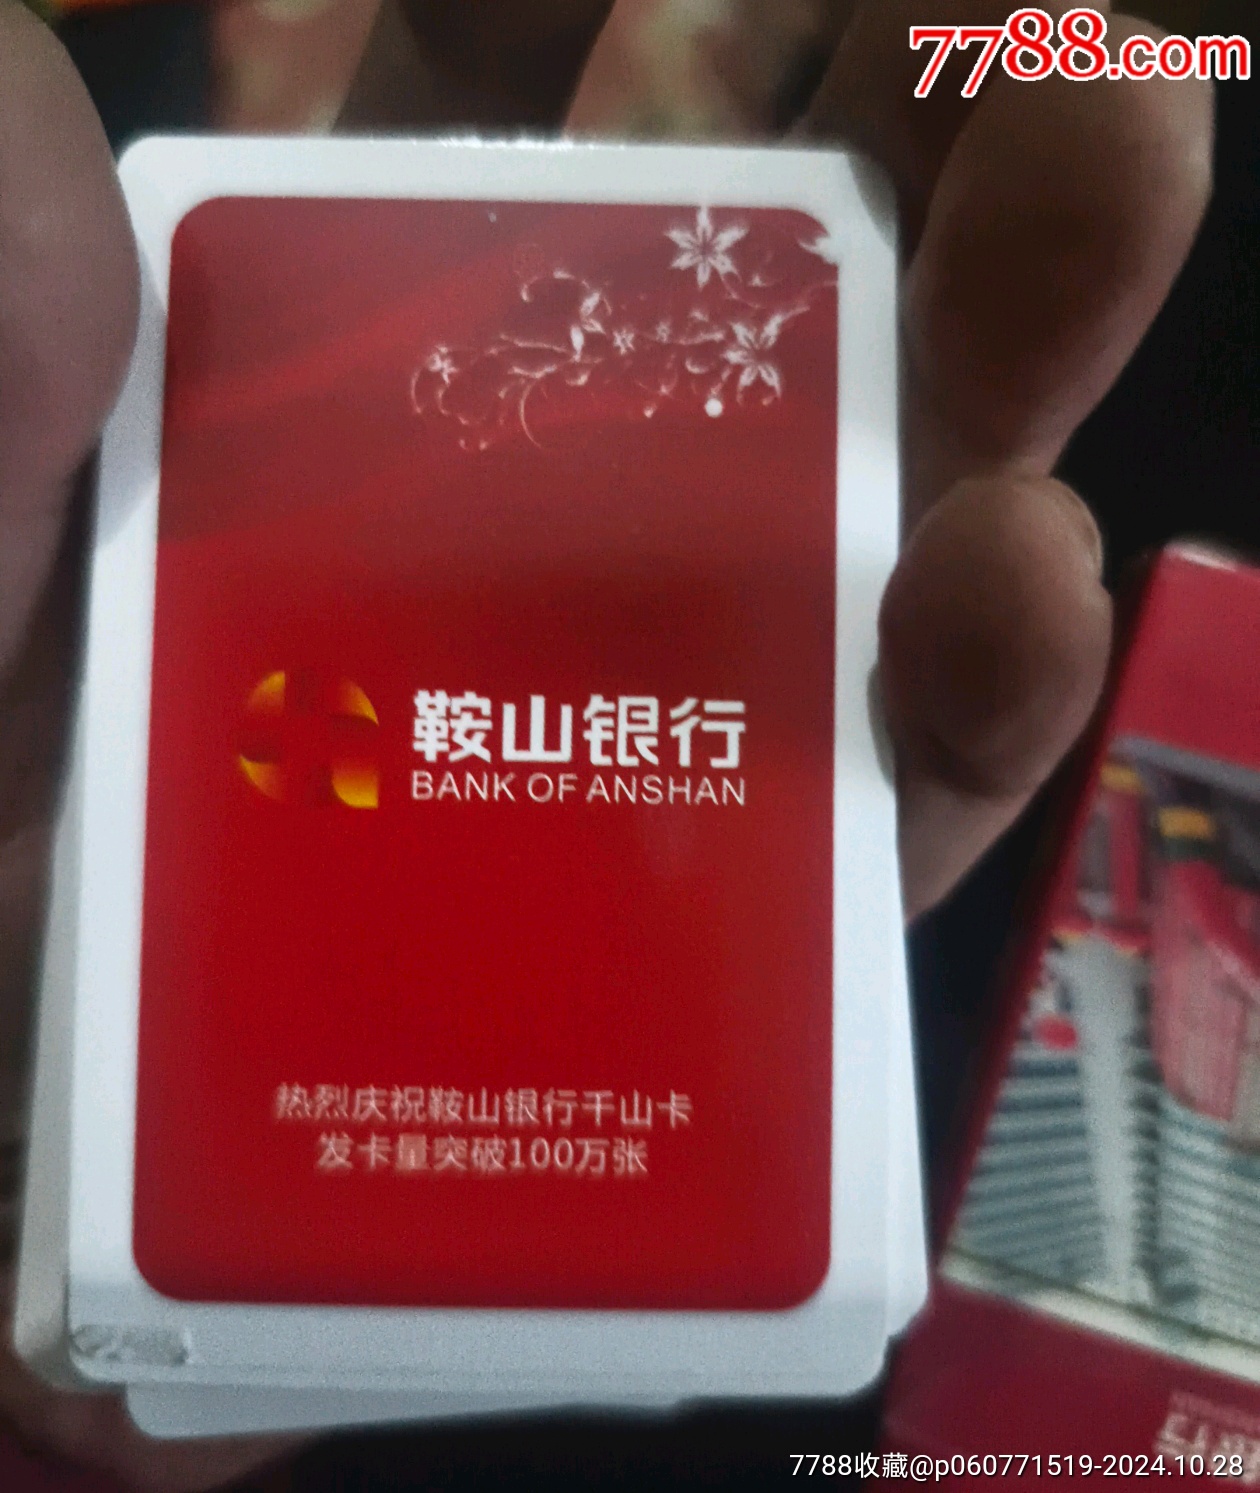 7788.com
鞍山银行
BANK OF ANSHAN
热烈庆祝鞍山银行千山卡
发卡量突破100万张
7788收藏@p060771519-2024.10.28